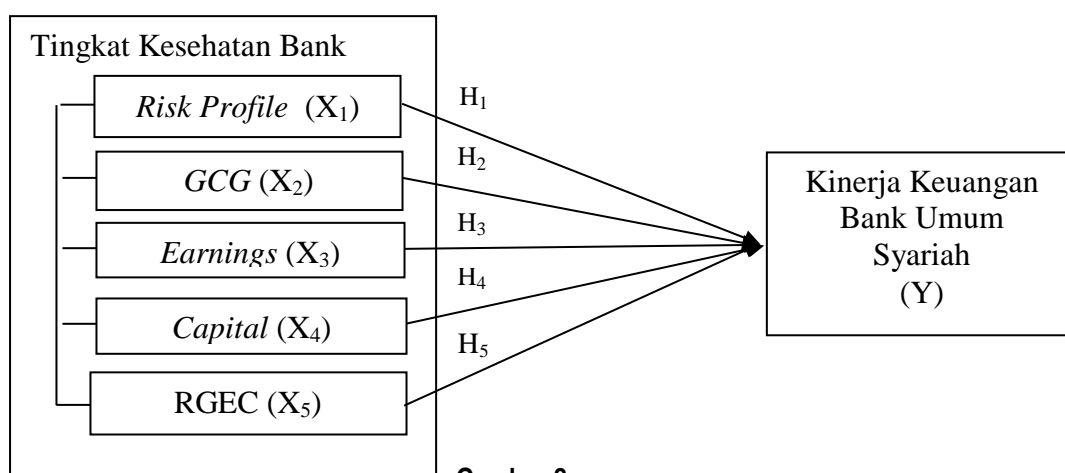 Tingkat Kesehatan Bank
Risk Profile (X₁)
GCG (X₂)
Earnings (X₃)
Capital (X₄)
RGEC (X₅)
H₁
H₂
H₃
H₄
H₅
Kinerja Keuangan
Bank Umum
Syariah
(Y)